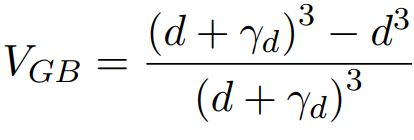 V_{GB} = \frac{(d + \gamma_d)^3 - d^3}{(d + \gamma_d)^3}